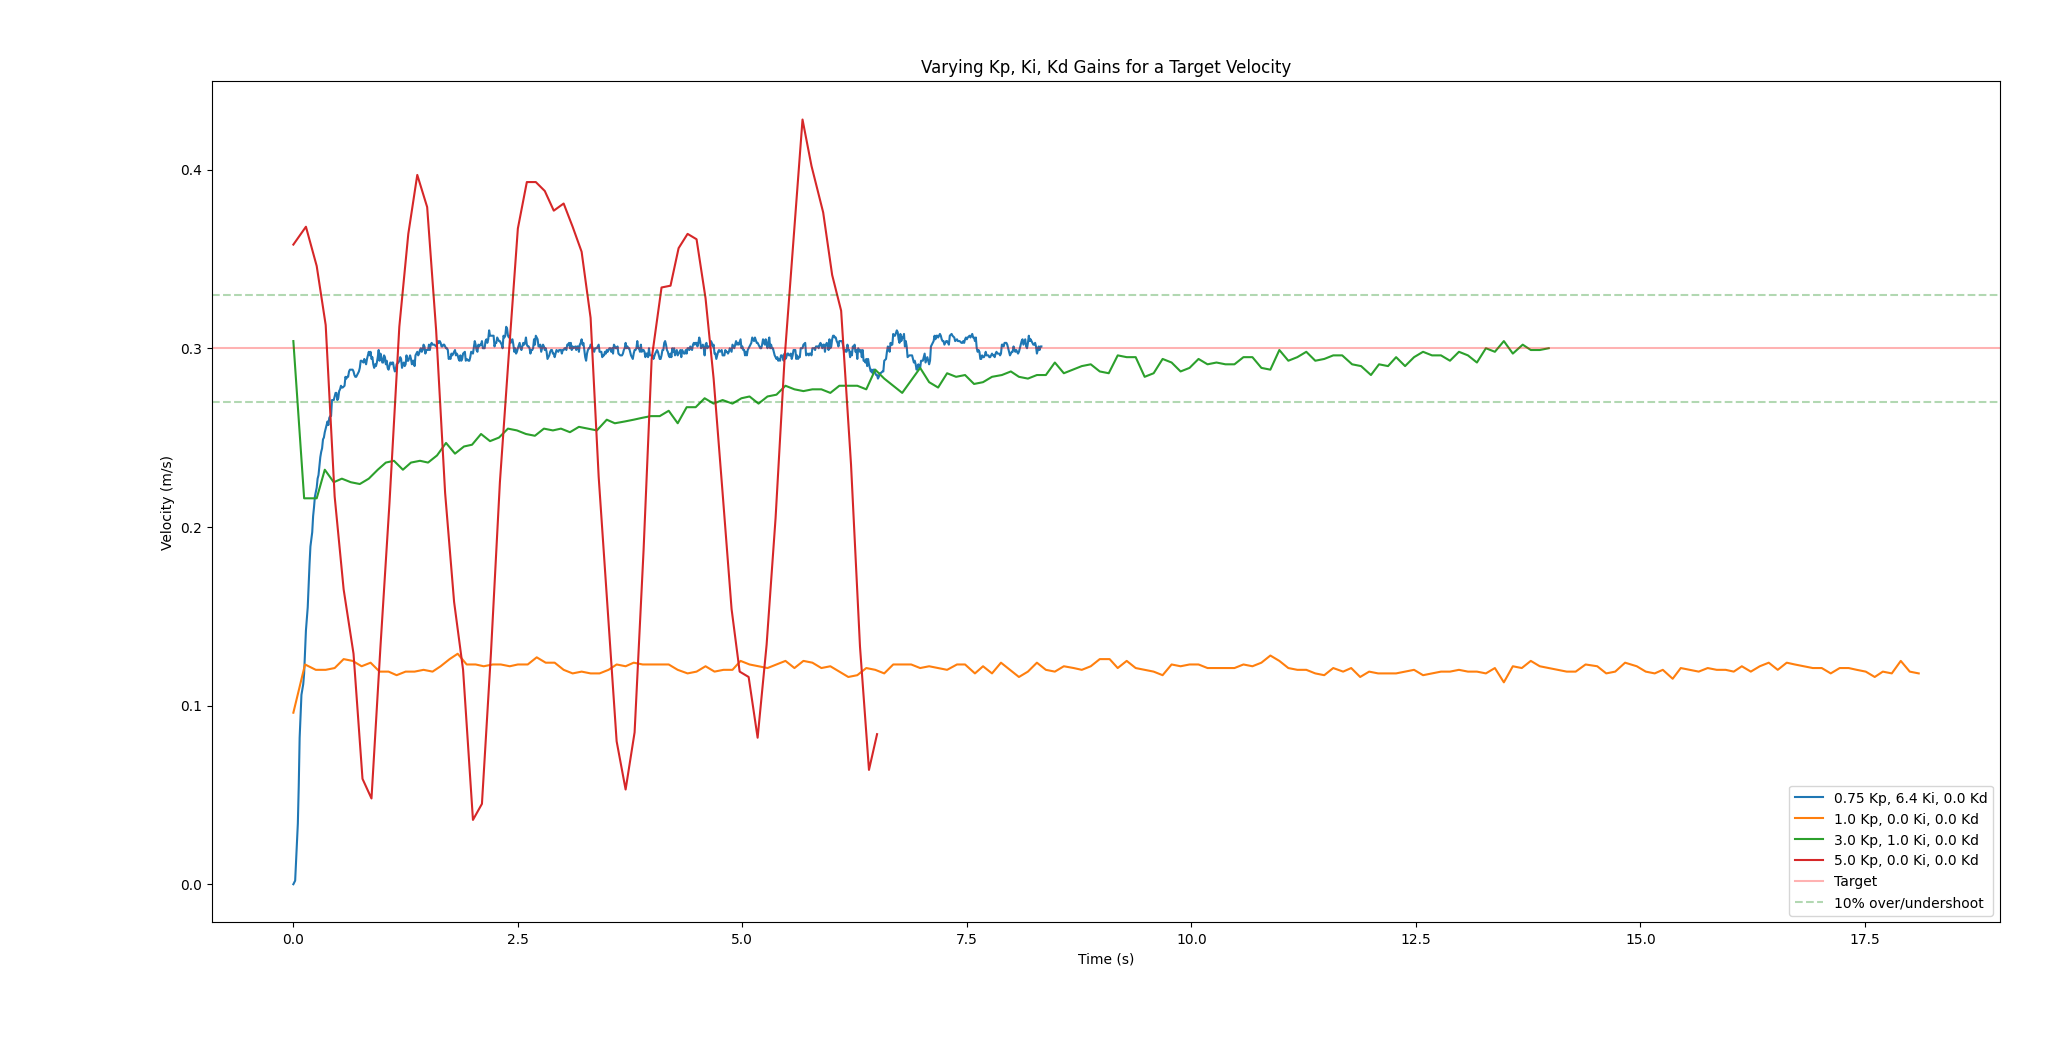 Varying Kp, Ki, Kd Gains for a Target Velocity
Velocity (m/s)
0.4
0.3
0.2
0.1
0.0
0.0 2.5 5.0 7.5 10.0 12.5 15.0 17.5
Time (s)
0.75 Kp, 6.4 Ki, 0.0 Kd
1.0 Kp, 0.0 Ki, 0.0 Kd
3.0 Kp, 1.0 Ki, 0.0 Kd
5.0 Kp, 0.0 Ki, 0.0 Kd
Target
10% over/undershoot